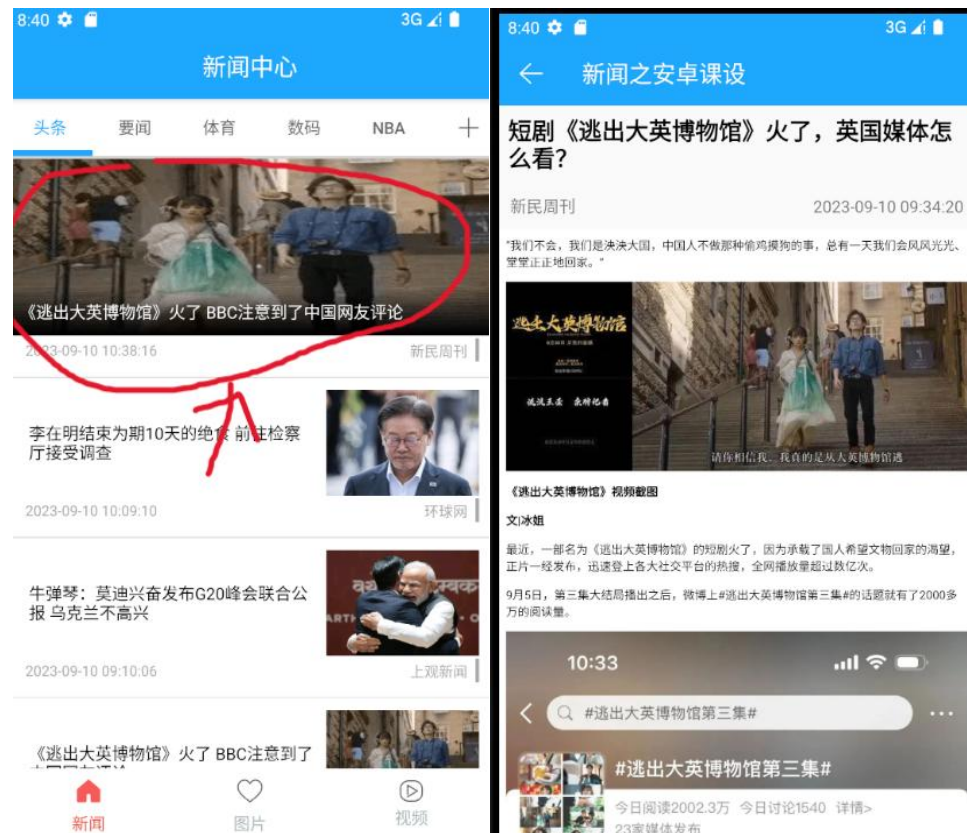 8:40
3G
新闻中心
头条
要闻
体育
数码
NBA
《逃出大英博物馆》火了 BBC注意到了中国网友评论
2023-09-10 10:38:16
新民周刊
李在明结束为期10天的绝食 前往检察
厅接受调查
2023-09-10 10:09:10
环球网
牛弹琴：莫迪兴奋发布G20峰会联合公
报 乌克兰不高兴
2023-09-10 09:10:06
上观新闻
《逃出大英博物馆》火了 BBC注意到了
新闻
图片
视频
8:40
3G
新闻之安卓课设
短剧《逃出大英博物馆》火了，英国媒体怎
么看？
新民周刊
2023-09-10 09:34:20
“我们不会，我们是泱泱大国，中国人不做那种偷鸡摸狗的事，总有一天我们会风风光光、
堂堂正正地回家。”
逃出大英博物馆
请你相信我，我真的是从大英博物馆逃
《逃出大英博物馆》视频截图
文|冰姐
最近，一部名为《逃出大英博物馆》的短剧火了，因为承载了国人希望文物回家的渴望，
正片一经发布，迅速登上各大社交平台的热搜，全网播放量超过数亿次。
9月5日，第三集大结局播出之后，微博上#逃出大英博物馆第三集#的话题就有了2000多
万的阅读量。
10:33
#逃出大英博物馆第三集#
#逃出大英博物馆第三集#
今日阅读2002.3万 今日讨论1540 详情>
23家媒体发布